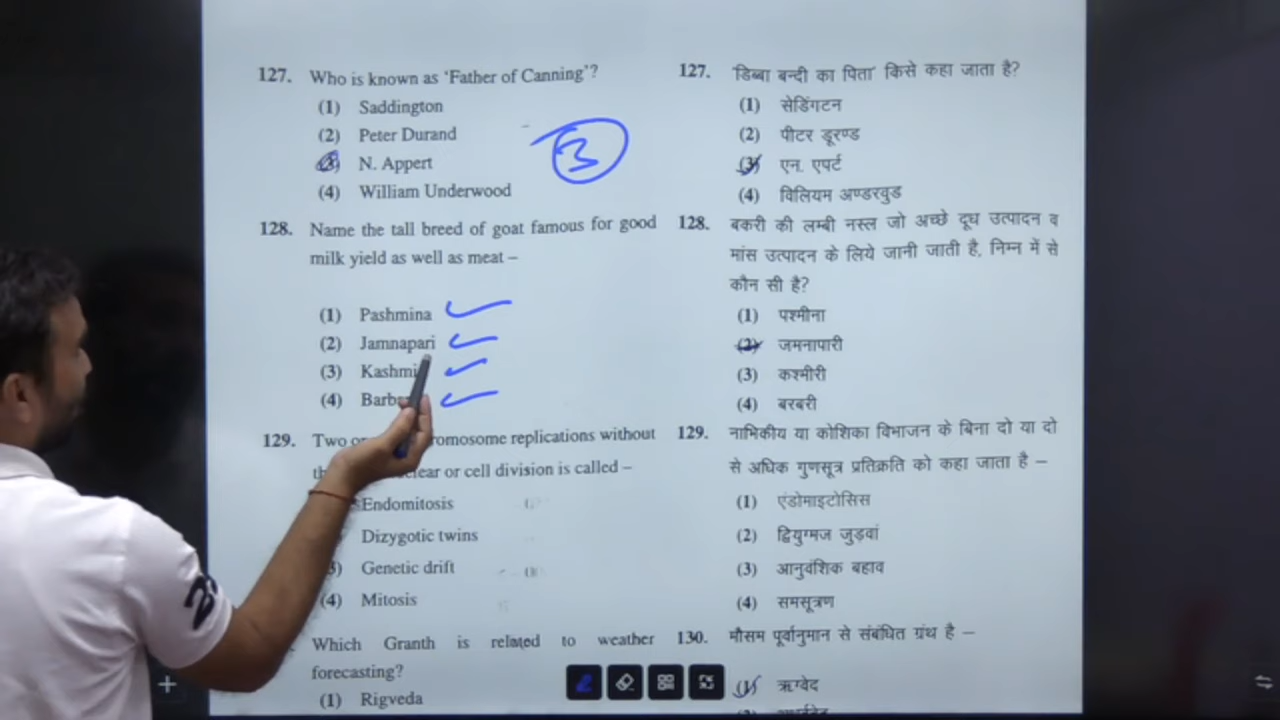 127. Who is known as 'Father of Canning'?
(1) Saddington
(2) Peter Durand
(3) N. Appert
(4) William Underwood
3
128. Name the tall breed of goat famous for good
milk yield as well as meat –
(1) Pashmina
(2) Jamnapari
(3)
(4)
129. Two romosome replications without
lear or cell division is called –
Endomitosis
Dizygotic twins
3) Genetic drift
(4) Mitosis
Which Granth is related to weather
forecasting?
(1) Rigveda
127. 'डिब्बा बन्दी का पिता' किसे कहा जाता है?
(1) सेडिंगटन
(2) पीटर डूरण्ड
(3) एन. एपर्ट
(4) विलियम अण्डरवुड
128. बकरी की लम्बी नस्ल जो अच्छे दूध उत्पादन व
मांस उत्पादन के लिये जानी जाती है, निम्न में से
कौन सी है?
(1) पश्मीना
(2) जमनापारी
(3) कश्मीरी
(4) बरबरी
129. नाभिकीय या कोशिका विभाजन के बिना दो या दो
से अधिक गुणसूत्र प्रतिक्रति को कहा जाता है –
(1) एंडोमाइटोसिस
(2) द्वियुग्मज जुड़वां
(3) आनुवंशिक बहाव
(4) समसूत्रण
130. मौसम पूर्वानुमान से संबंधित ग्रंथ है –
(1) ऋग्वेद